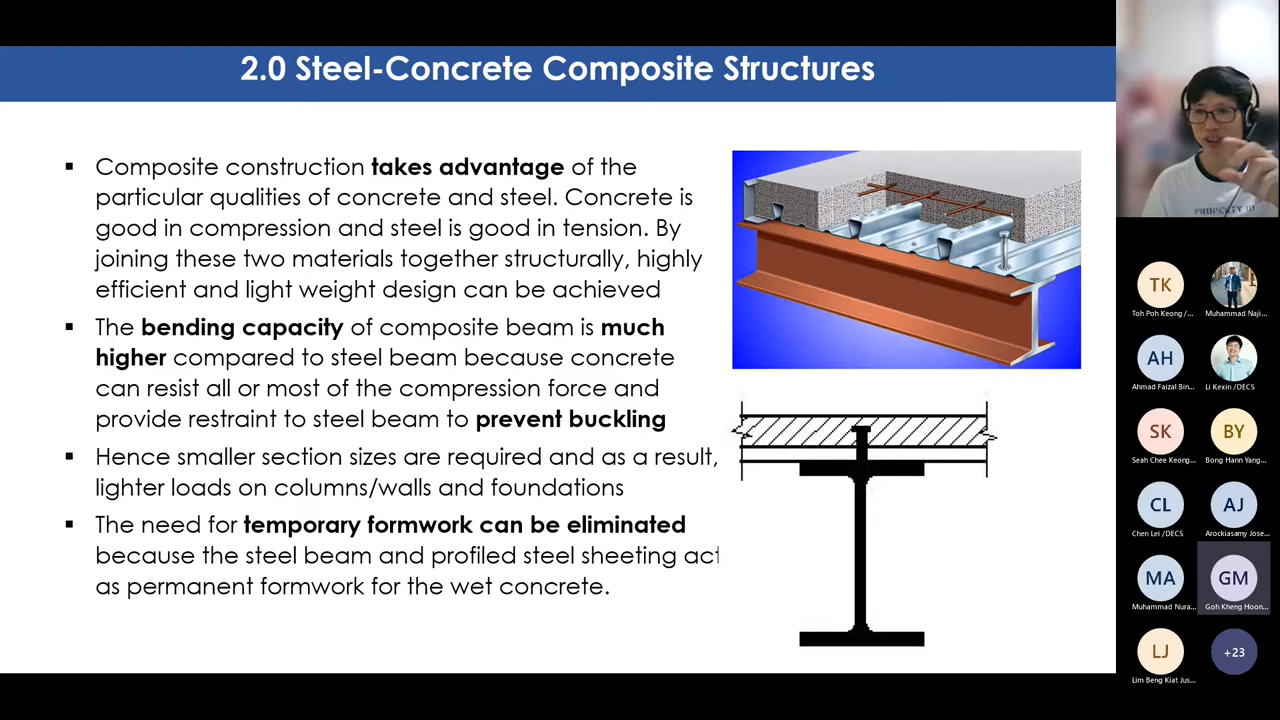 2.0 Steel-Concrete Composite Structures
▪ Composite construction takes advantage of the
particular qualities of concrete and steel. Concrete is
good in compression and steel is good in tension. By
joining these two materials together structurally, highly
efficient and light weight design can be achieved
▪ The bending capacity of composite beam is much
higher compared to steel beam because concrete
can resist all or most of the compression force and
provide restraint to steel beam to prevent buckling
▪ Hence smaller section sizes are required and as a result,
lighter loads on columns/walls and foundations
▪ The need for temporary formwork can be eliminated
because the steel beam and profiled steel sheeting act
as permanent formwork for the wet concrete.
TK
Toh Poh Keong /...
Muhammad Naji...
AH
Ahmad Faizal Bin...
Li Kexin /DECS
SK
Seah Chee Keong...
BY
Bong Hann Yang...
CL
Chen Lei /DECS
AJ
Arockiasamy Jose...
MA
Muhammad Nura...
GM
Goh Kheng Hoon...
LJ
Lim Beng Kiat Jus...
+23